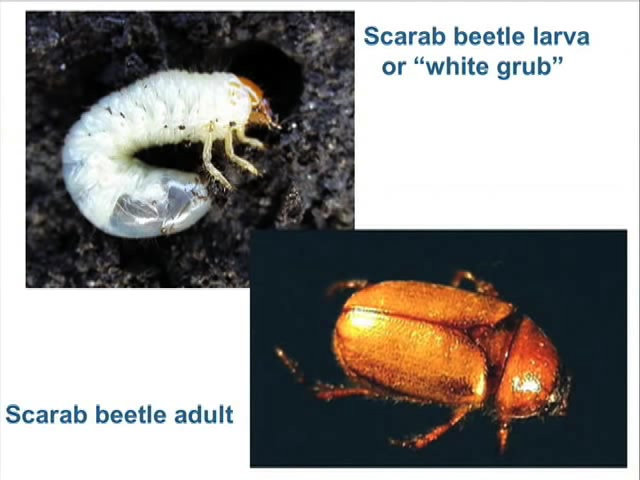 Scarab beetle larva
or “white grub”
Scarab beetle adult